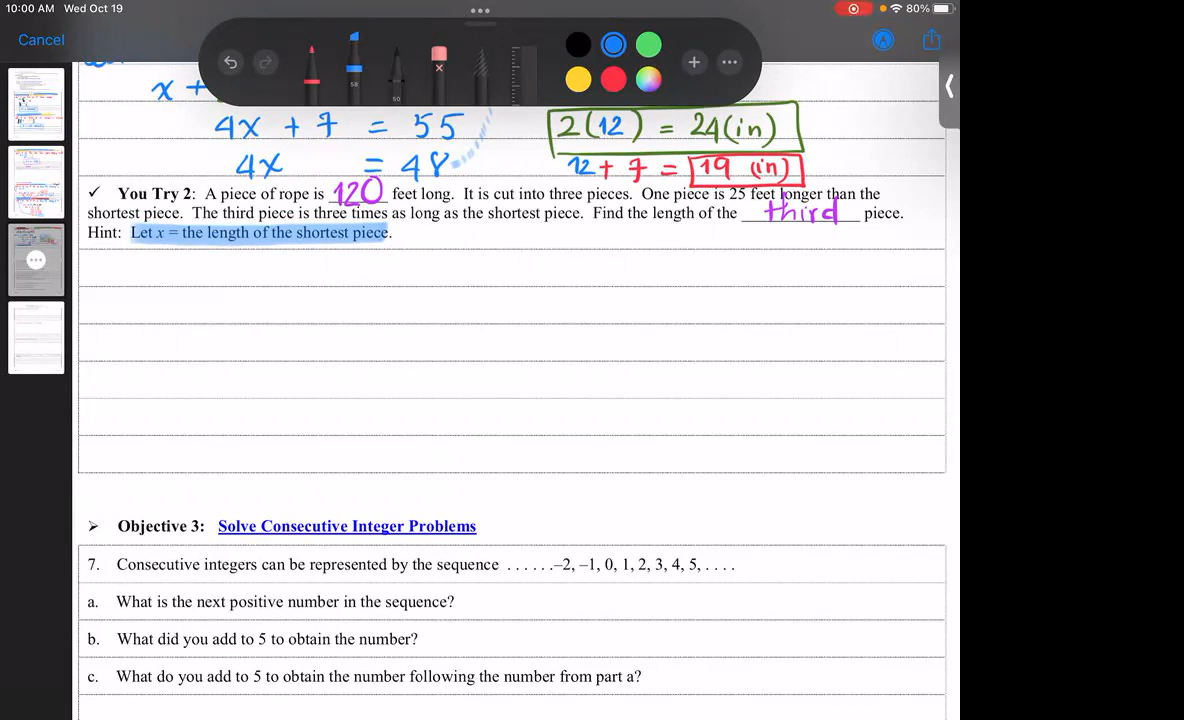 10:00 AM Wed Oct 19
80%
Cancel
x +
4x + 7 = 55
2(12) = 24(in)
4x = 48
12 + 7 = 19 (in)
✓ You Try 2: A piece of rope is 120 feet long. It is cut into three pieces. One piece is 25 feet longer than the
shortest piece. The third piece is three times as long as the shortest piece. Find the length of the third piece.
Hint: Let x = the length of the shortest piece.
➢ Objective 3: Solve Consecutive Integer Problems
7. Consecutive integers can be represented by the sequence . . . . . .–2, –1, 0, 1, 2, 3, 4, 5, . . . .
a. What is the next positive number in the sequence?
b. What did you add to 5 to obtain the number?
c. What do you add to 5 to obtain the number following the number from part a?